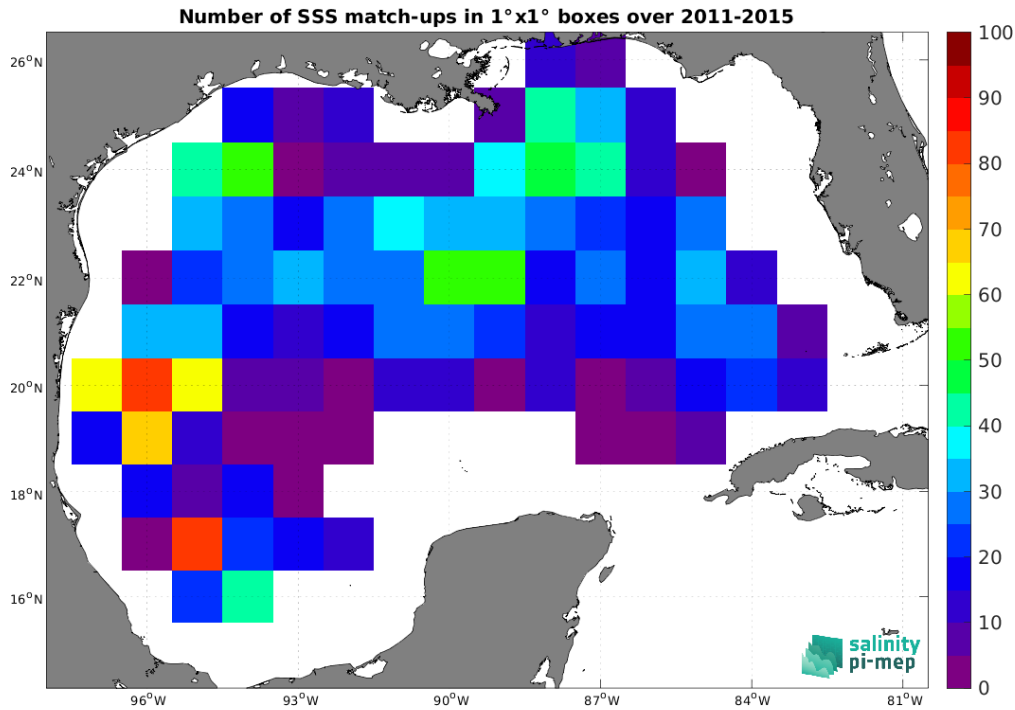 Number of SSS match-ups in 1°x1° boxes over 2011-2015
26°N
24°N
22°N
20°N
18°N
16°N
96°W
93°W
90°W
87°W
84°W
81°W
100
90
80
70
60
50
40
30
20
10
0
salinity
pi-mep